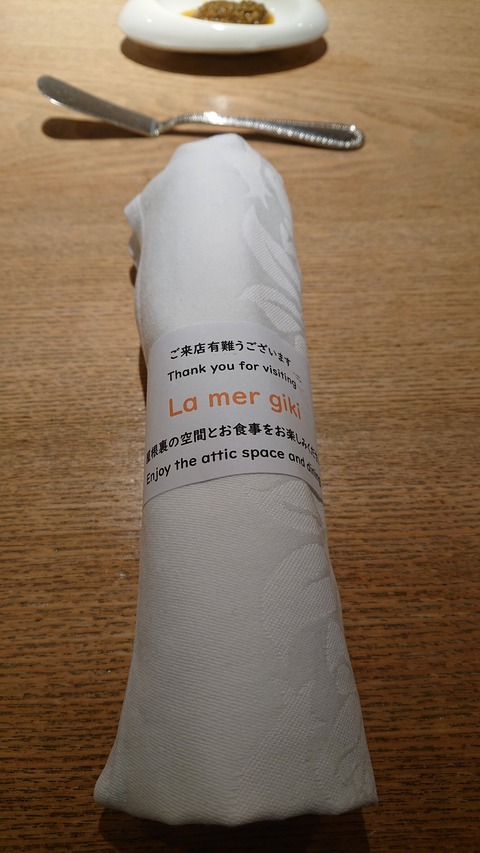 ご来店有難うございます
Thank you for visiting
La mer giki
屋根裏の空間とお食事をお楽しみくだ
Enjoy the attic space and